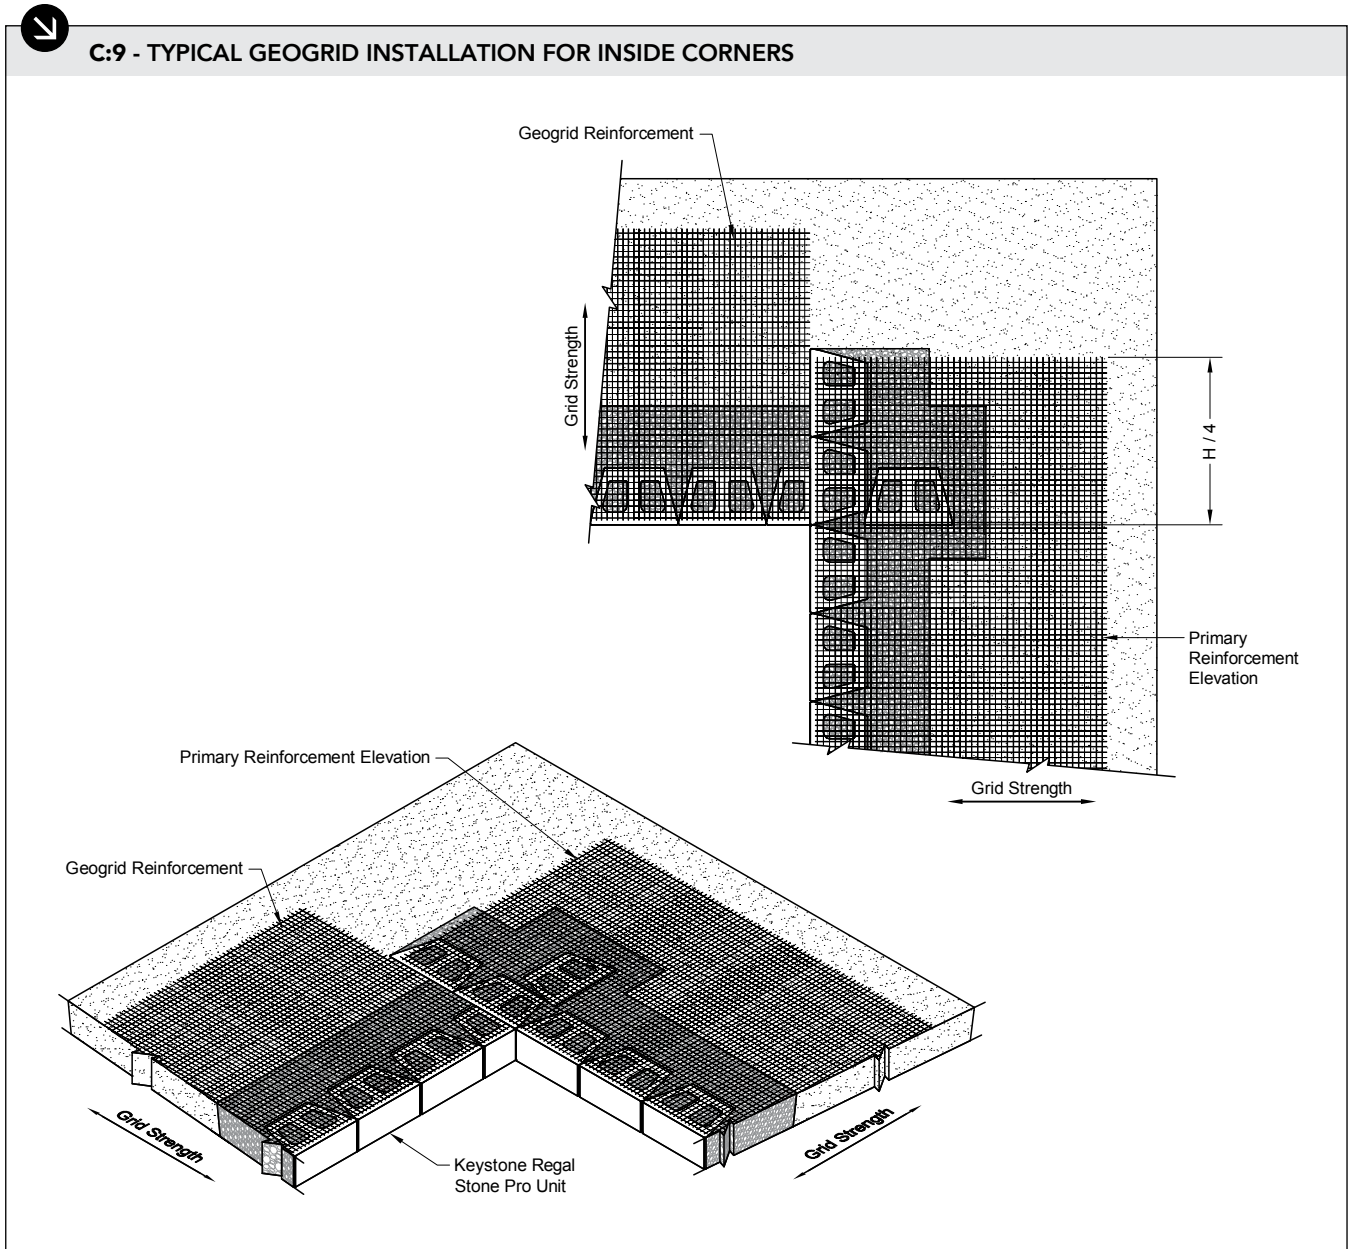 C:9 - TYPICAL GEOGRID INSTALLATION FOR INSIDE CORNERS
Geogrid Reinforcement
Grid Strength
H / 4
Primary
Reinforcement
Elevation
Grid Strength
Primary Reinforcement Elevation
Geogrid Reinforcement
Grid Strength
Grid Strength
Keystone Regal
Stone Pro Unit